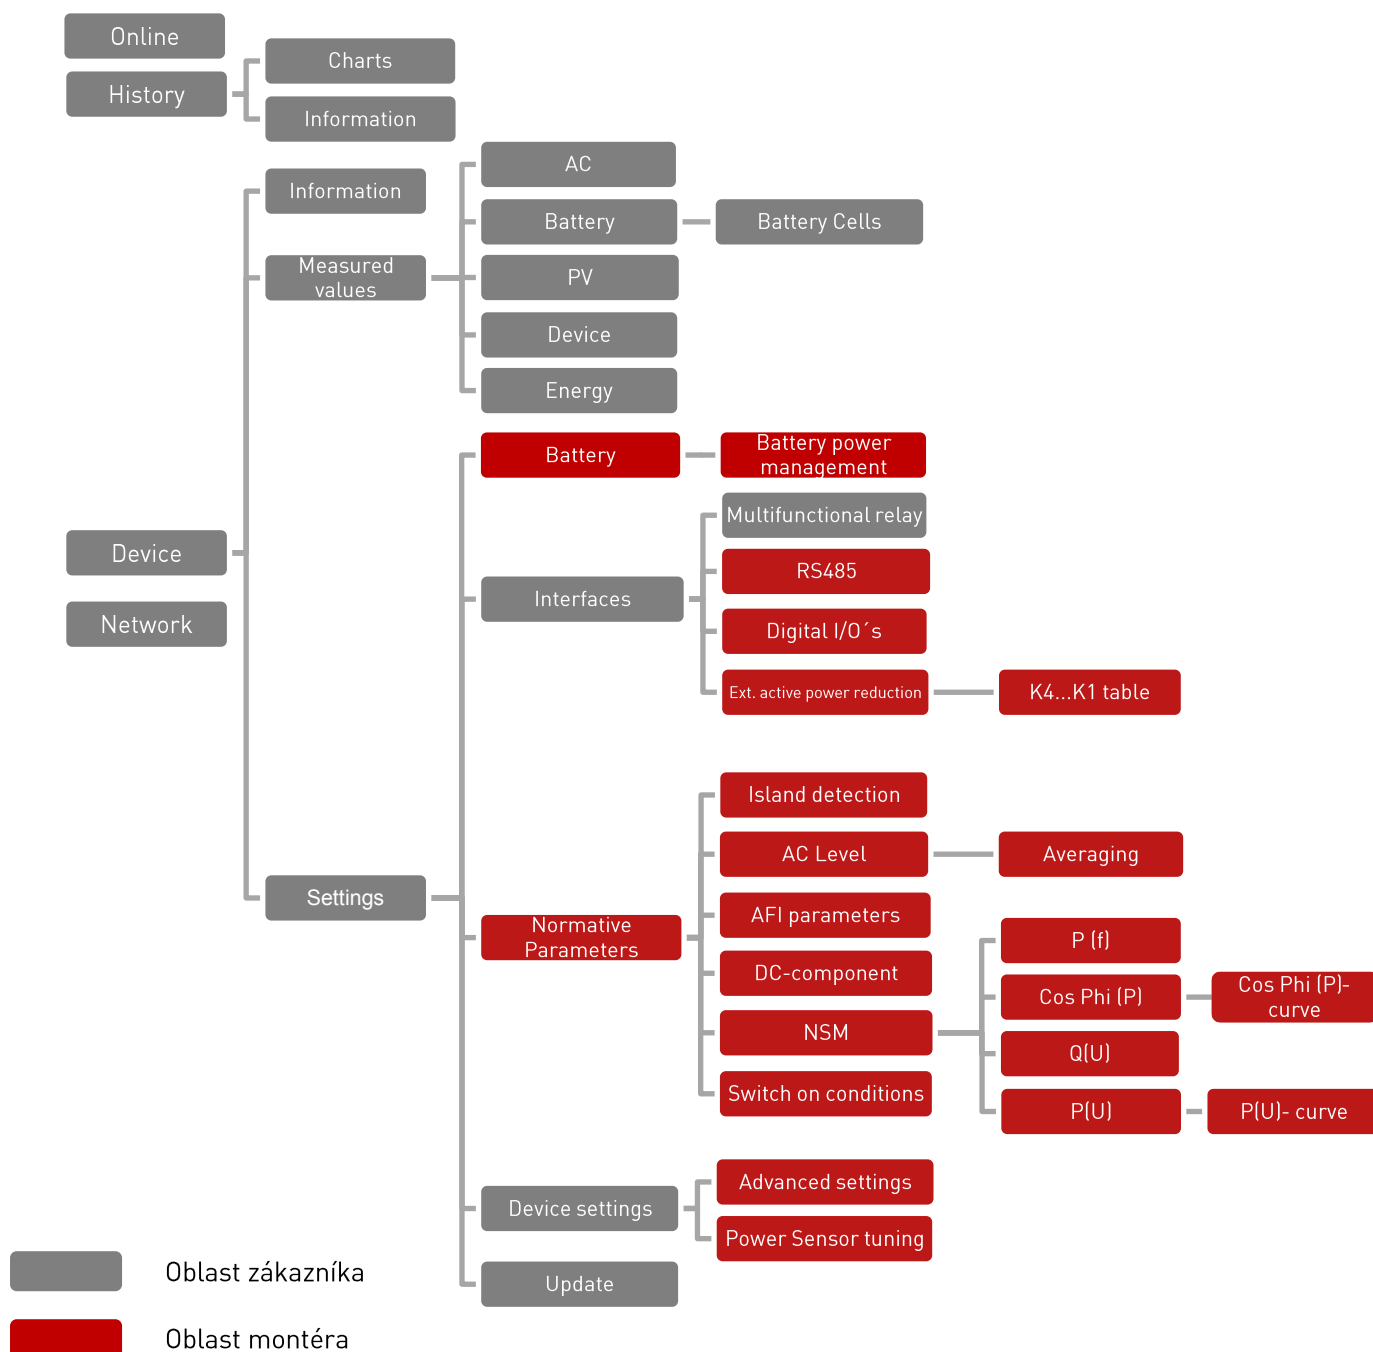 Online
History
Charts
Information
Information
Measured
values
AC
Battery
Battery Cells
PV
Device
Energy
Battery
Battery power
management
Multifunctional relay
RS485
Device
Interfaces
Network
Digital I/O´s
Ext. active power reduction
K4...K1 table
Island detection
AC Level
Averaging
Settings
Normative
Parameters
AFI parameters
DC-component
NSM
Switch on conditions
P (f)
Cos Phi (P)
Cos Phi (P)-
curve
Q(U)
P(U)
P(U)- curve
Device settings
Advanced settings
Power Sensor tuning
Update
Oblast zákazníka
Oblast montéra